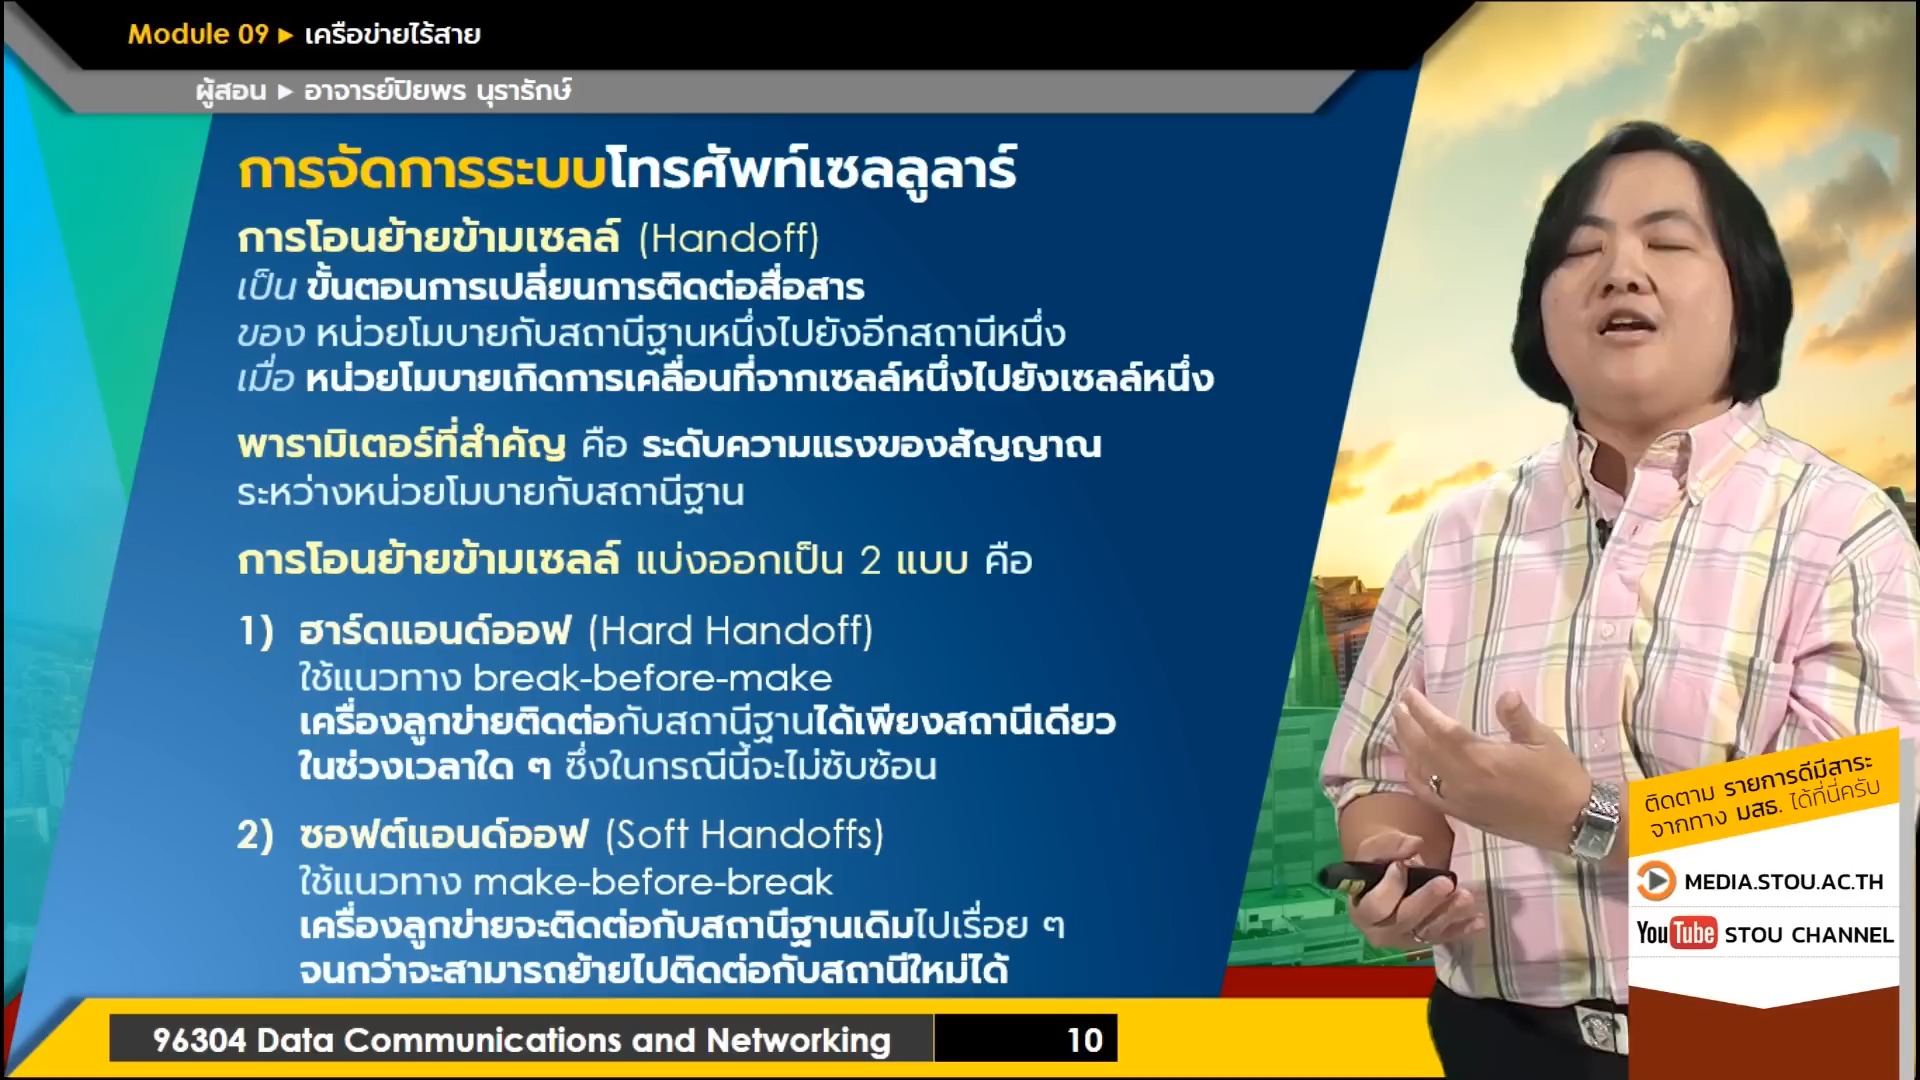 Module 09 ▸ เครือข่ายไร้สาย
ผู้สอน ▸ อาจารย์ปิยพร นุรารักษ์
การจัดการระบบโทรศัพท์เซลลูลาร์
การโอนย้ายข้ามเซลล์ (Handoff)
เป็น ขั้นตอนการเปลี่ยนการติดต่อสื่อสาร
ของ หน่วยโมบายกับสถานีฐานหนึ่งไปยังอีกสถานีหนึ่ง
เมื่อ หน่วยโมบายเกิดการเคลื่อนที่จากเซลล์หนึ่งไปยังเซลล์หนึ่ง
พารามิเตอร์ที่สำคัญ คือ ระดับความแรงของสัญญาณ
ระหว่างหน่วยโมบายกับสถานีฐาน
การโอนย้ายข้ามเซลล์ แบ่งออกเป็น 2 แบบ คือ
1) ฮาร์ดแฮนด์ออฟ (Hard Handoff)
ใช้แนวทาง break-before-make
เครื่องลูกข่ายติดต่อกับสถานีฐานได้เพียงสถานีเดียว
ในช่วงเวลาใด ๆ ซึ่งในกรณีนี้จะไม่ซับซ้อน
2) ซอฟต์แฮนด์ออฟ (Soft Handoffs)
ใช้แนวทาง make-before-break
เครื่องลูกข่ายจะติดต่อกับสถานีฐานเดิมไปเรื่อย ๆ
จนกว่าจะสามารถย้ายไปติดต่อกับสถานีใหม่ได้
ติดตาม รายการดีมีสาระ
จากทาง มสธ. ได้ที่นี่ครับ
MEDIA.STOU.AC.TH
YouTube STOU CHANNEL
96304 Data Communications and Networking
10